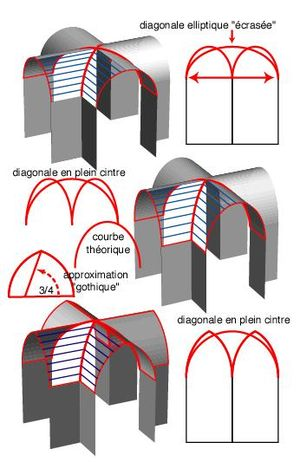 diagonale elliptique "écrasée"
diagonale en plein cintre
courbe
théorique
approximation
"gothique"
3/4
diagonale en plein cintre